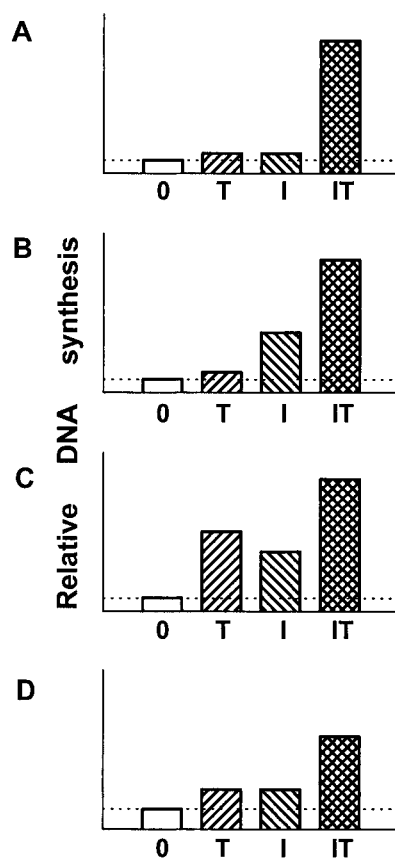 A
0 T I IT
B
0 T I IT
C
0 T I IT
D
0 T I IT
Relative DNA synthesis